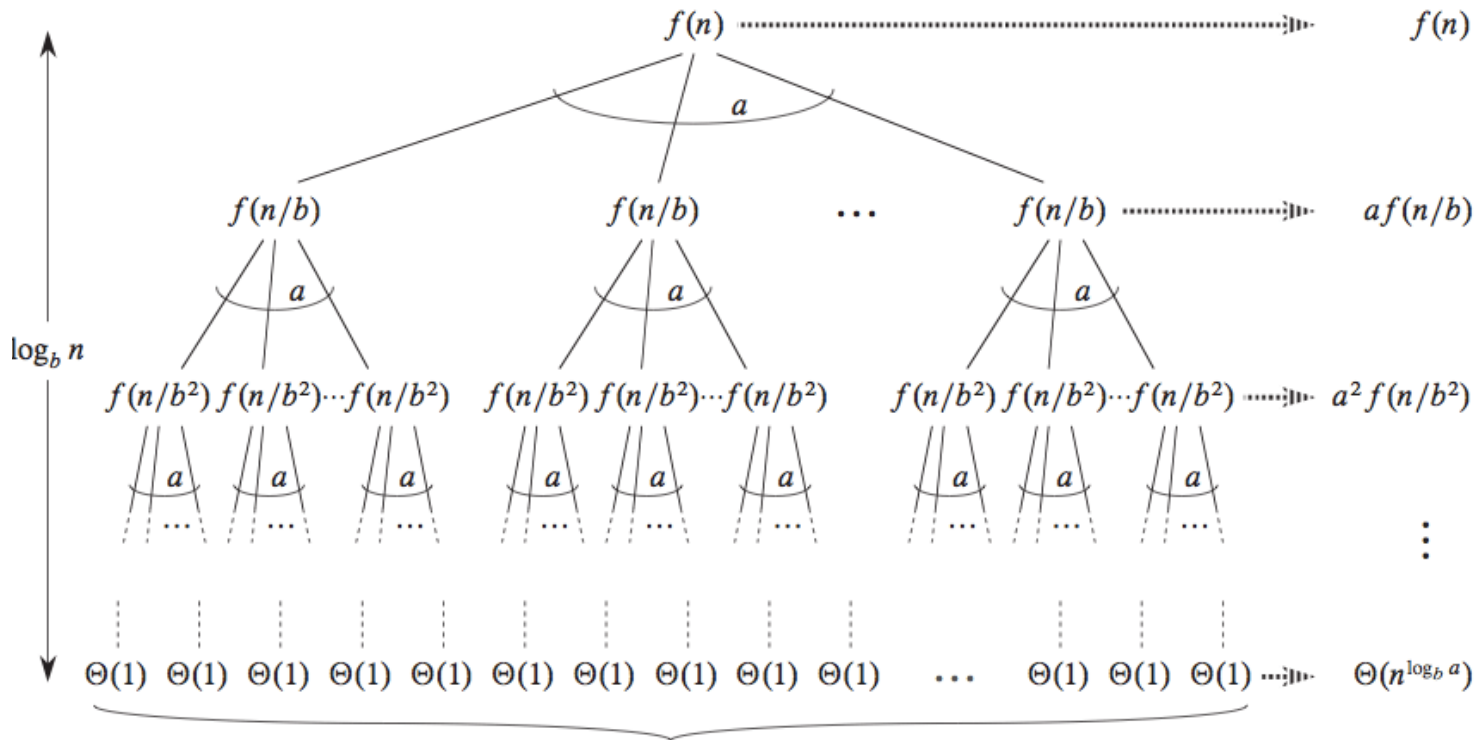 f(n) f(n)
a
f(n/b) f(n/b) ... f(n/b) af(n/b)
a a a
log_b n
f(n/b²) f(n/b²)...f(n/b²) f(n/b²) f(n/b²)...f(n/b²) f(n/b²) f(n/b²)...f(n/b²) a² f(n/b²)
a a a a a a a a a
... ... ... ... ... ... ... ... ... ⋮
Θ(1) Θ(1) Θ(1) Θ(1) Θ(1) Θ(1) Θ(1) Θ(1) Θ(1) Θ(1) ... Θ(1) Θ(1) Θ(1) Θ(n^{log_b a})